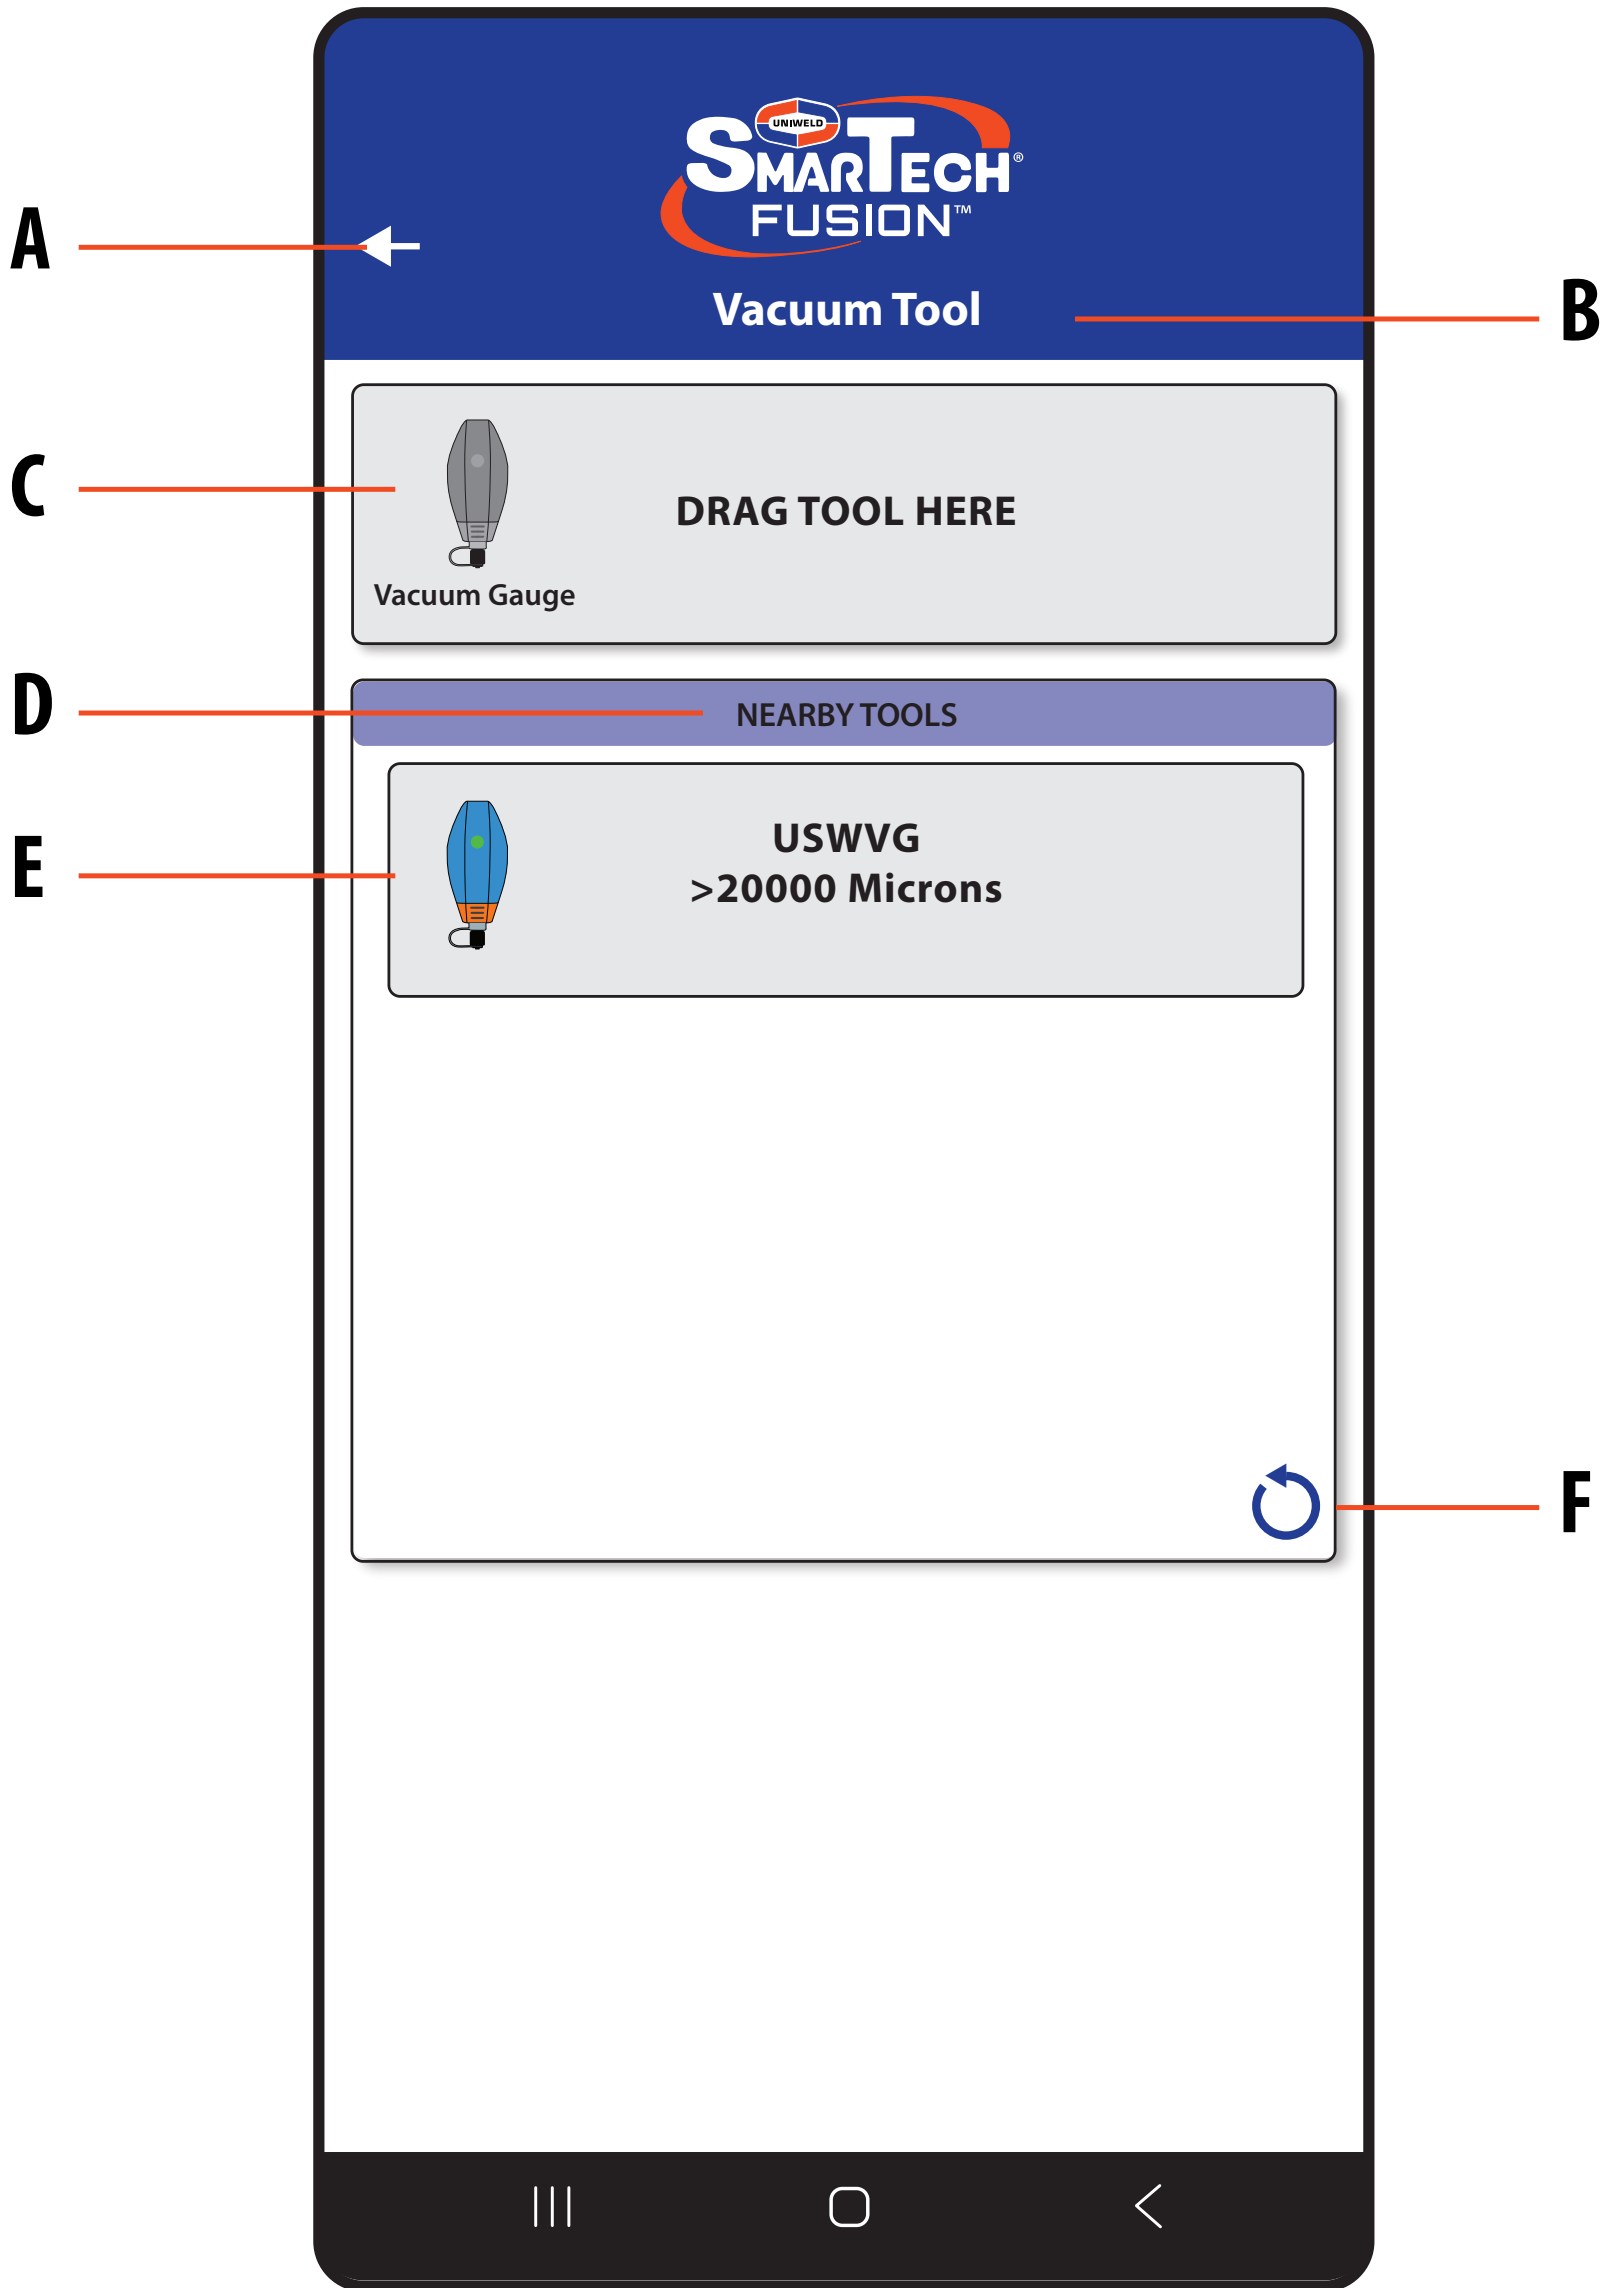 UNIWELD
SMARTECH®
FUSION™
A
Vacuum Tool
B
C
DRAG TOOL HERE
Vacuum Gauge
D
NEARBY TOOLS
E
USWVG
>20000 Microns
F